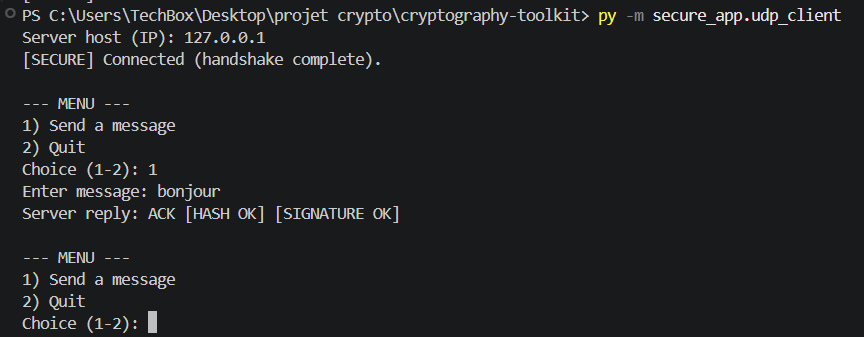 PS C:\Users\TechBox\Desktop\projet crypto\cryptography-toolkit> py -m secure_app.udp_client
Server host (IP): 127.0.0.1
[SECURE] Connected (handshake complete).
--- MENU ---
1) Send a message
2) Quit
Choice (1-2): 1
Enter message: bonjour
Server reply: ACK [HASH OK] [SIGNATURE OK]
--- MENU ---
1) Send a message
2) Quit
Choice (1-2):